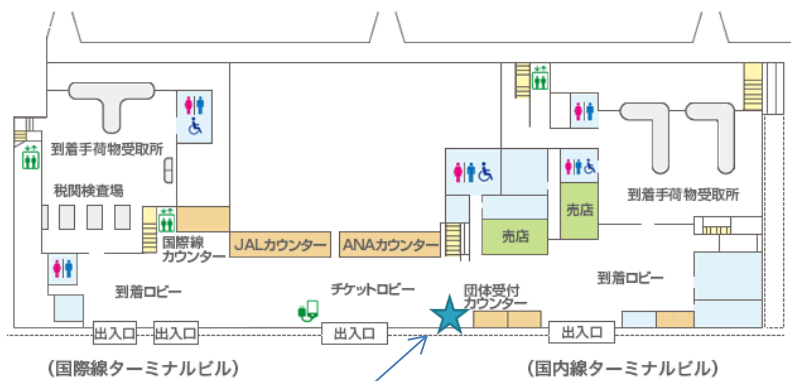 到着手荷物受取所
税関検査場
到着手荷物受取所
売店
売店
国際線
カウンター
JALカウンター
ANAカウンター
到着ロビー
チケットロビー
団体受付
カウンター
到着ロビー
出入口
出入口
出入口
出入口
(国際線ターミナルビル)
(国内線ターミナルビル)